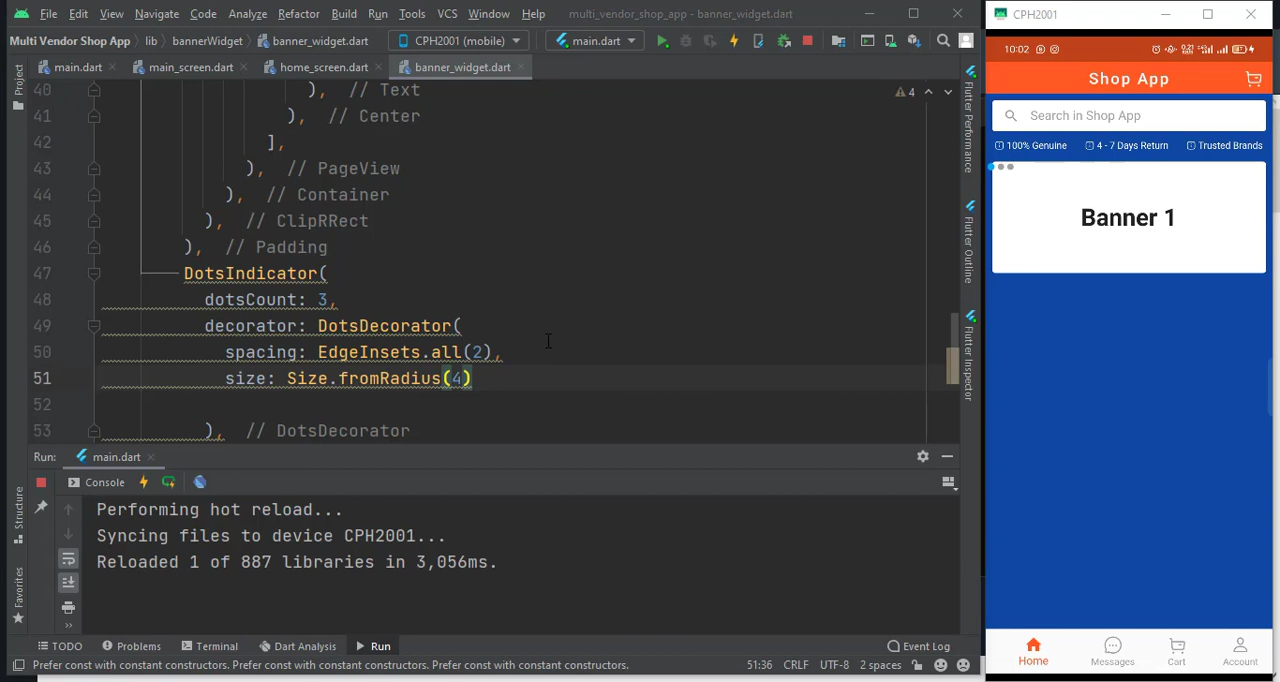 File Edit View Navigate Code Analyze Refactor Build Run Tools VCS Window Help multi_vendor_shop_app - banner_widget.dart
Multi Vendor Shop App lib bannerWidget banner_widget.dart CPH2001 (mobile) main.dart
main.dart main_screen.dart home_screen.dart banner_widget.dart
Project
40 ), // Text
41 ), // Center
42 ],
43 ), // PageView
44 ), // Container
45 ), // ClipRRect
46 ), // Padding
47 DotsIndicator(
48 dotsCount: 3,
49 decorator: DotsDecorator(
50 spacing: EdgeInsets.all(2),
51 size: Size.fromRadius(4)
52
53 ), // DotsDecorator
4
Flutter Performance
Flutter Outline
Flutter Inspector
Run: main.dart
Console
Performing hot reload...
Syncing files to device CPH2001...
Reloaded 1 of 887 libraries in 3,056ms.
Structure
Favorites
TODO Problems Terminal Dart Analysis Run Event Log
Prefer const with constant constructors. Prefer const with constant constructors. Prefer const with constant constructors. 51:36 CRLF UTF-8 2 spaces
CPH2001
10:02
Shop App
Search in Shop App
100% Genuine 4 - 7 Days Return Trusted Brands
Banner 1
Home Messages Cart Account